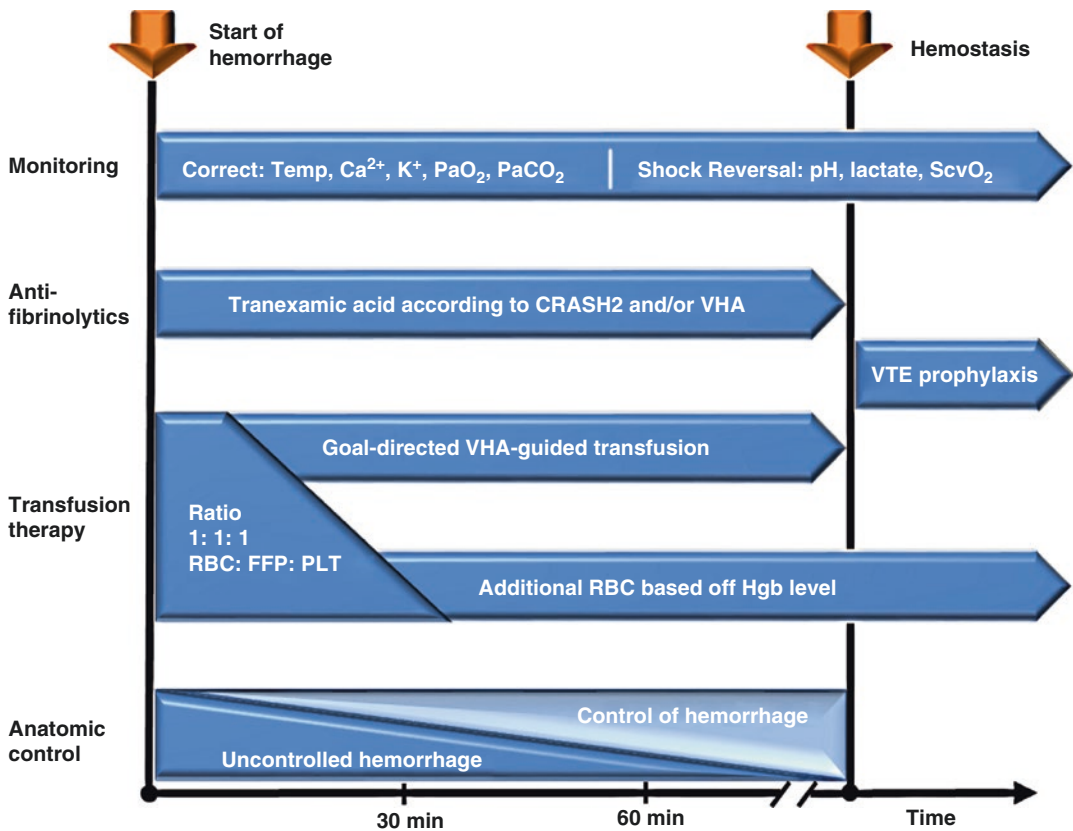 Start of
hemorrhage
Hemostasis
Monitoring
Correct: Temp, Ca²⁺, K⁺, PaO₂, PaCO₂
Shock Reversal: pH, lactate, ScvO₂
Anti-
fibrinolytics
Tranexamic acid according to CRASH2 and/or VHA
VTE prophylaxis
Transfusion
therapy
Goal-directed VHA-guided transfusion
Ratio
1: 1: 1
RBC: FFP: PLT
Additional RBC based off Hgb level
Anatomic
control
Control of hemorrhage
Uncontrolled hemorrhage
30 min
60 min
Time